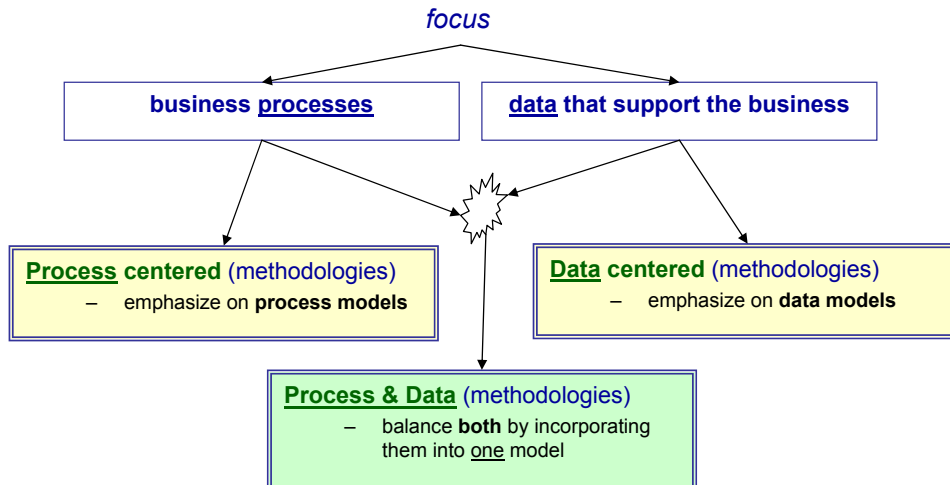 focus
business processes
data that support the business
Process centered (methodologies)
– emphasize on process models
Data centered (methodologies)
– emphasize on data models
Process & Data (methodologies)
– balance both by incorporating
them into one model